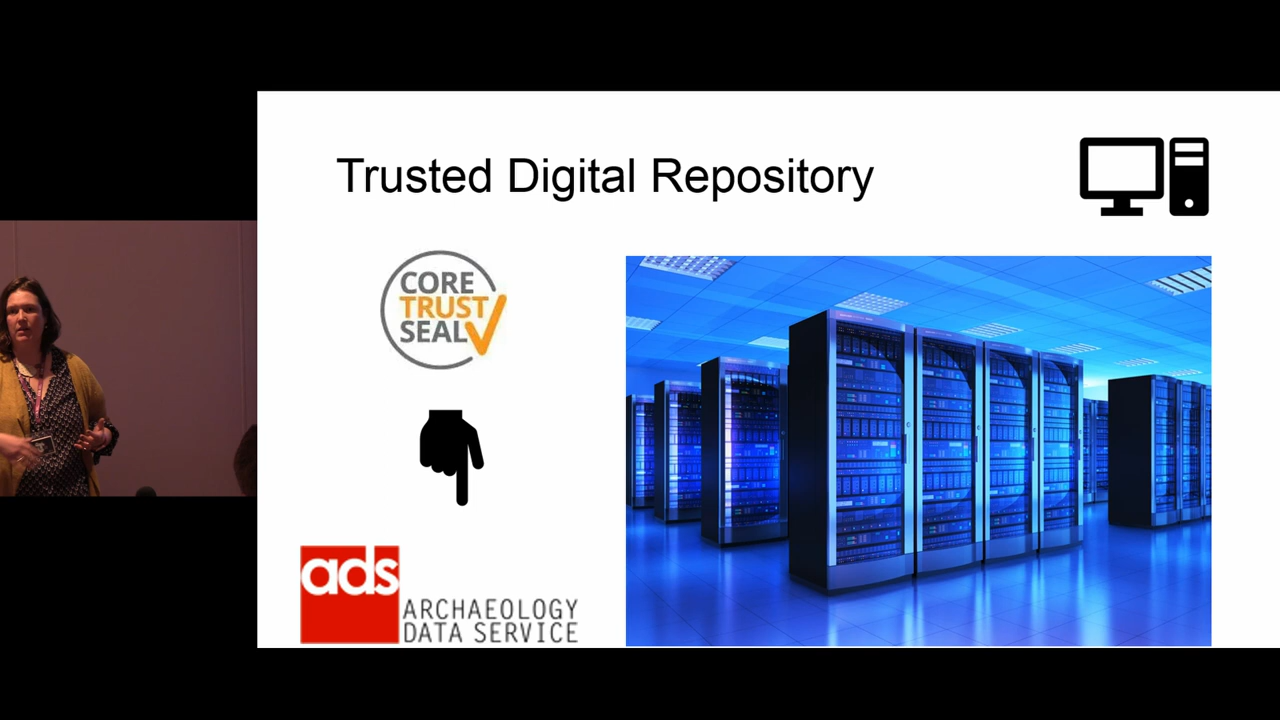 Trusted Digital Repository
CORE
TRUST
SEAL
ads
ARCHAEOLOGY
DATA SERVICE